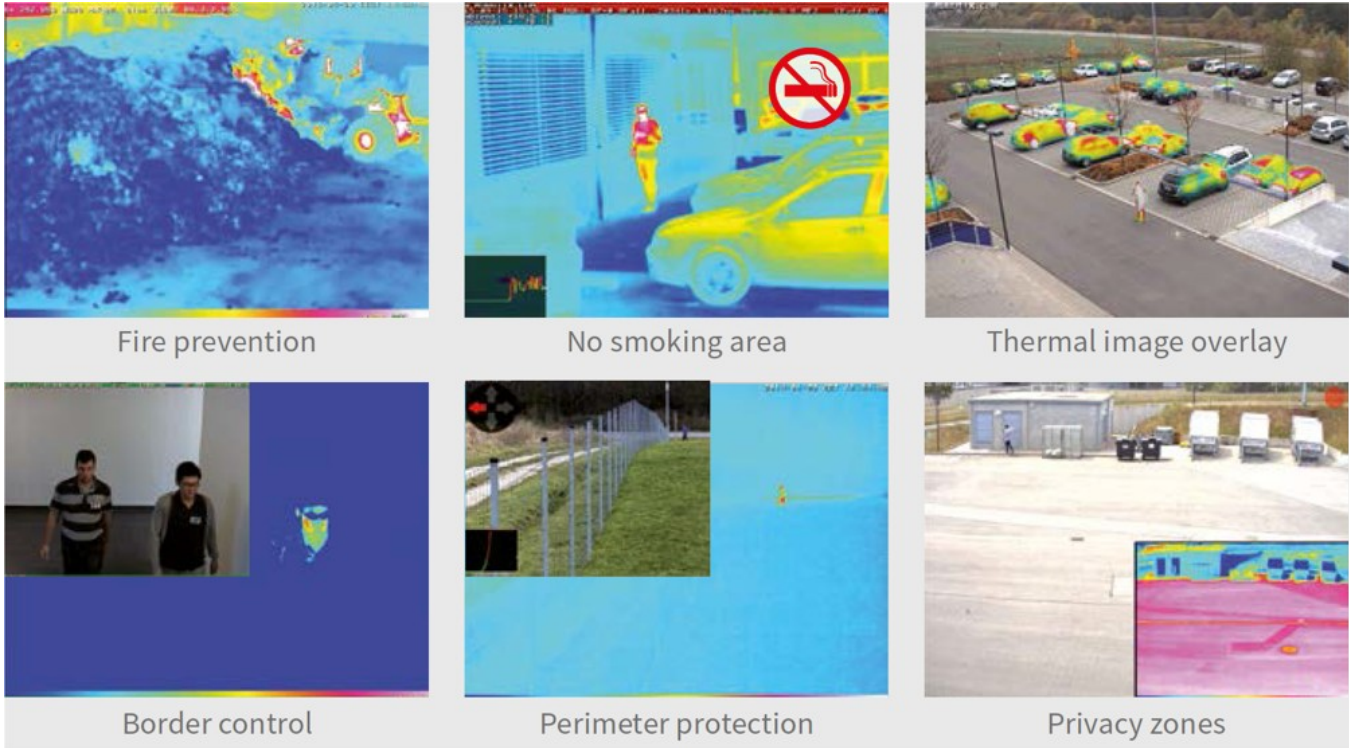 Fire prevention
No smoking area
Thermal image overlay
Border control
Perimeter protection
Privacy zones